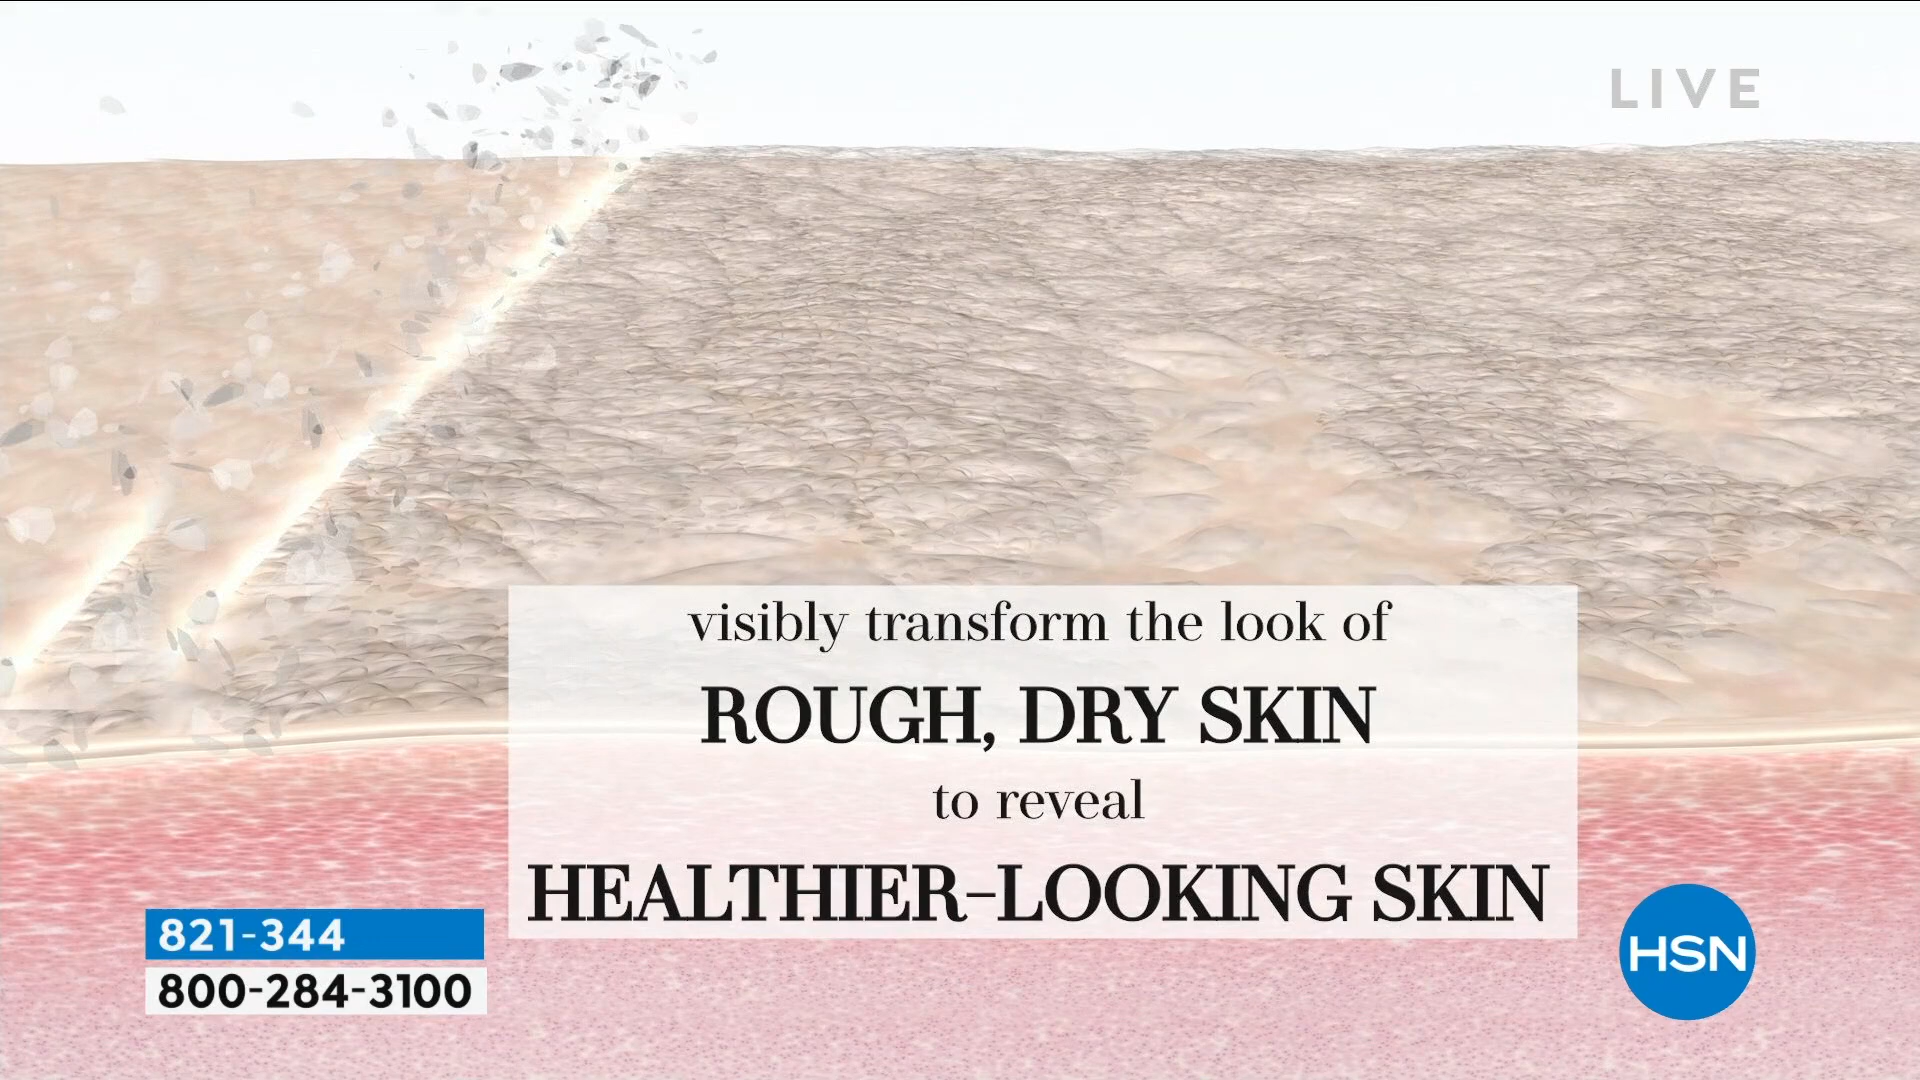 LIVE
visibly transform the look of
ROUGH, DRY SKIN
to reveal
HEALTHIER-LOOKING SKIN
821-344
800-284-3100
HSN